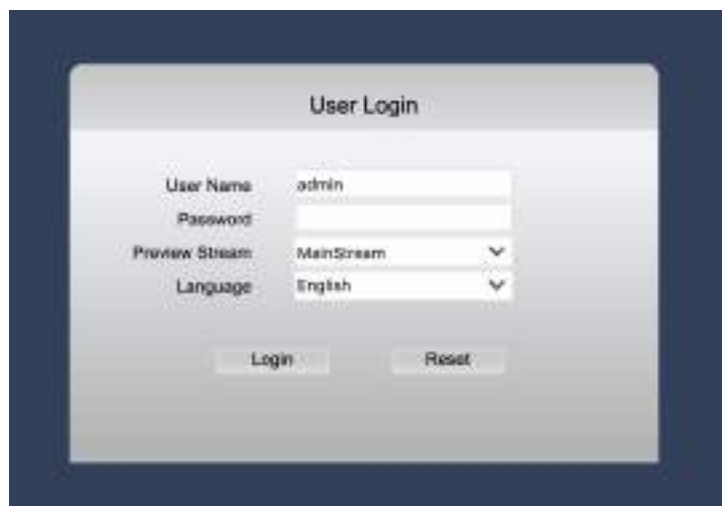 User Login
User Name admin
Password
Preview Stream MainStream
Language English
Login Reset